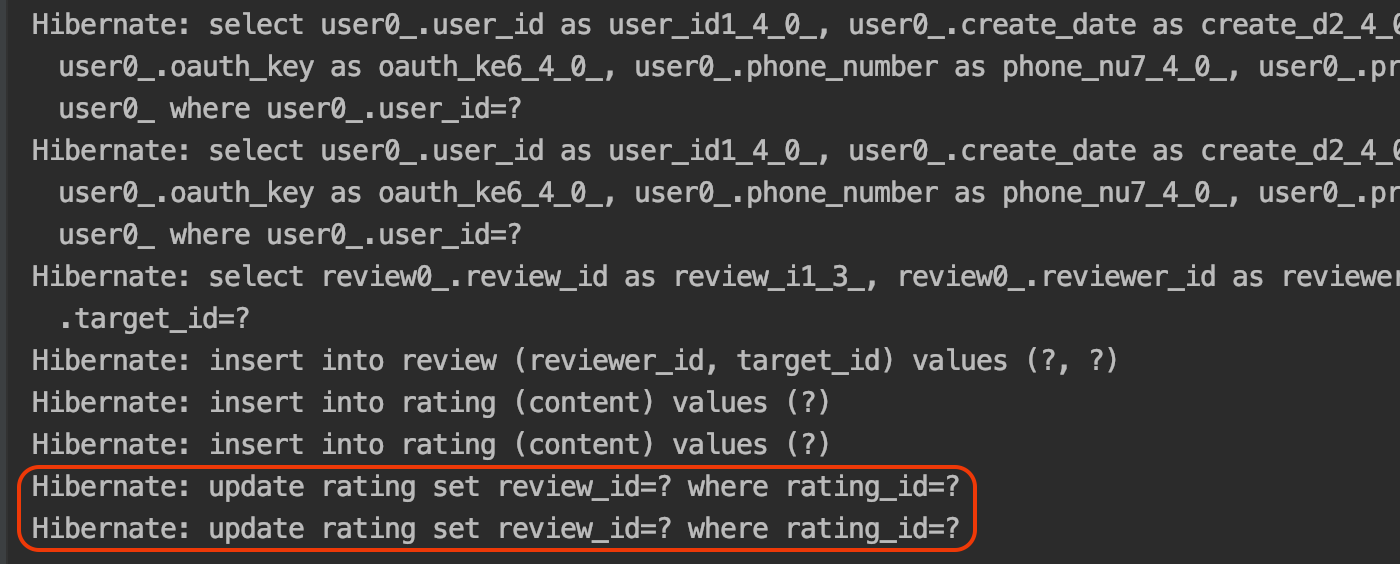 Hibernate: select user0_.user_id as user_id1_4_0_, user0_.create_date as create_d2_4_0
user0_.oauth_key as oauth_ke6_4_0_, user0_.phone_number as phone_nu7_4_0_, user0_.pr
user0_ where user0_.user_id=?
Hibernate: select user0_.user_id as user_id1_4_0_, user0_.create_date as create_d2_4_0
user0_.oauth_key as oauth_ke6_4_0_, user0_.phone_number as phone_nu7_4_0_, user0_.pr
user0_ where user0_.user_id=?
Hibernate: select review0_.review_id as review_i1_3_, review0_.reviewer_id as reviewer
.target_id=?
Hibernate: insert into review (reviewer_id, target_id) values (?, ?)
Hibernate: insert into rating (content) values (?)
Hibernate: insert into rating (content) values (?)
Hibernate: update rating set review_id=? where rating_id=?
Hibernate: update rating set review_id=? where rating_id=?